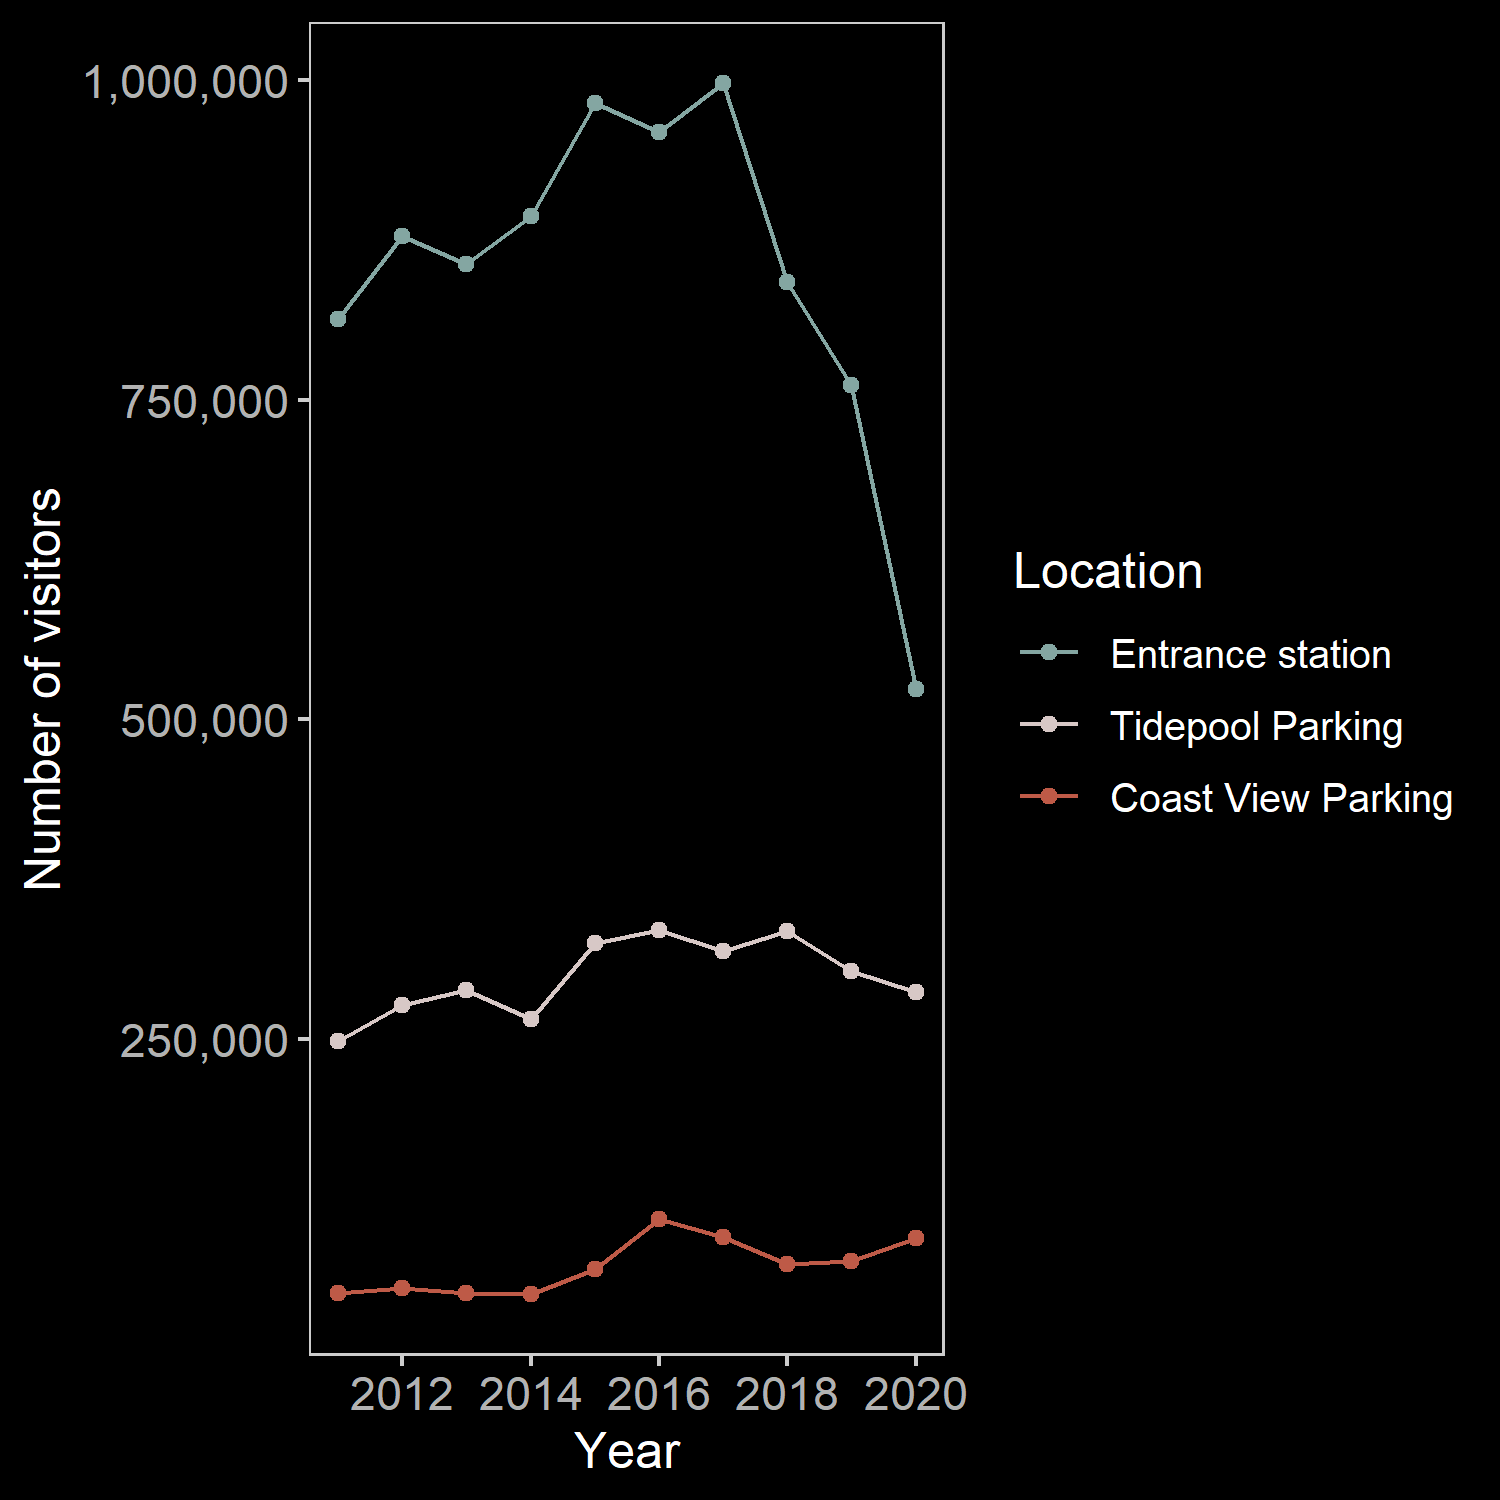 1,000,000
750,000
500,000
250,000
Number of visitors
2012 2014 2016 2018 2020
Year
Location
Entrance station
Tidepool Parking
Coast View Parking